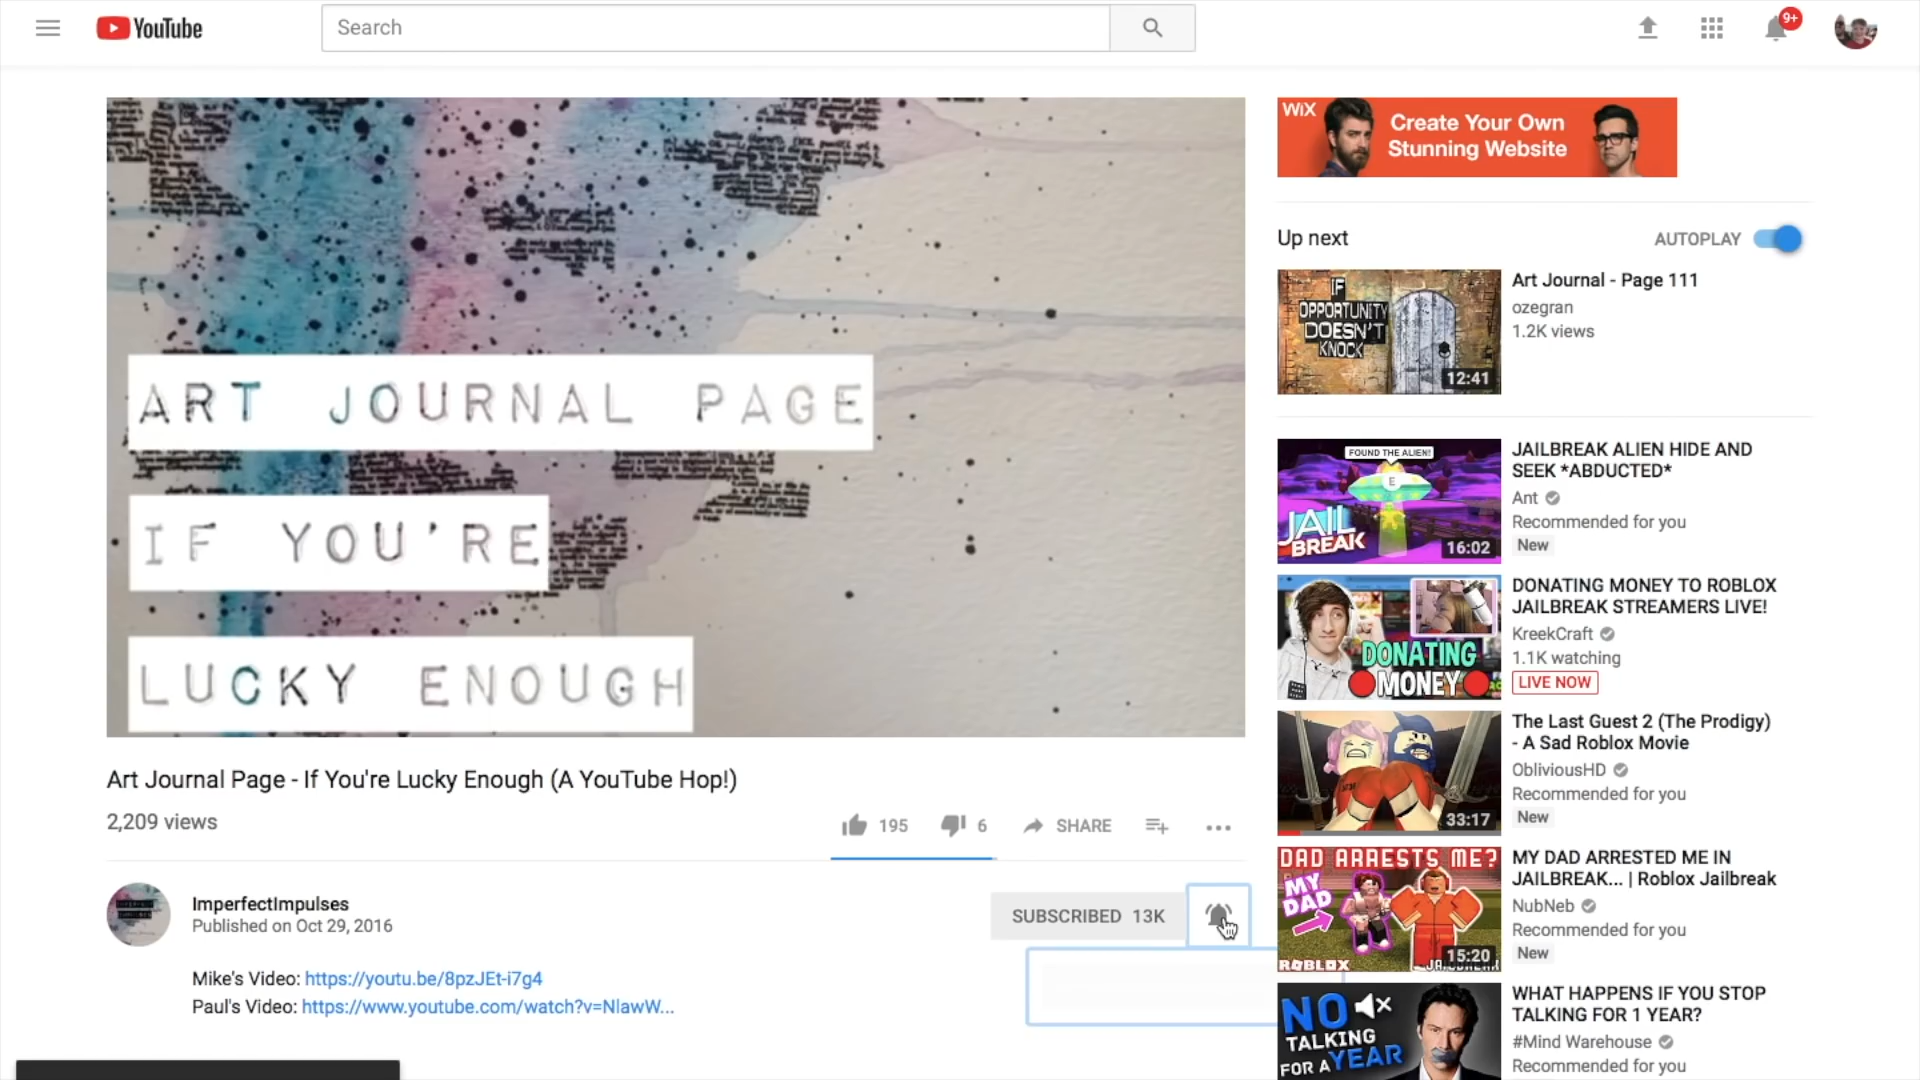 YouTube
Search
9+
ART JOURNAL PAGE
IF YOU'RE
LUCKY ENOUGH
Art Journal Page - If You're Lucky Enough (A YouTube Hop!)
2,209 views
195
6
SHARE
ImperfectImpulses
Published on Oct 29, 2016
SUBSCRIBED 13K
Mike's Video: https://youtu.be/8pzJEt-i7g4
Paul's Video: https://www.youtube.com/watch?v=NlawW...
WiX
Create Your Own
Stunning Website
Up next
AUTOPLAY
IF
OPPORTUNITY
DOESN'T
KNOCK
12:41
Art Journal - Page 111
ozegran
1.2K views
FOUND THE ALIEN!
E
JAIL
BREAK
16:02
JAILBREAK ALIEN HIDE AND
SEEK *ABDUCTED*
Ant
Recommended for you
New
DONATING
MONEY
DONATING MONEY TO ROBLOX
JAILBREAK STREAMERS LIVE!
KreekCraft
1.1K watching
LIVE NOW
33:17
The Last Guest 2 (The Prodigy)
- A Sad Roblox Movie
ObliviousHD
Recommended for you
New
DAD ARRESTS ME?
MY
DAD
ROBLOX
JAILBREAK
15:20
MY DAD ARRESTED ME IN
JAILBREAK... | Roblox Jailbreak
NubNeb
Recommended for you
New
NO
TALKING
FOR A YEAR
WHAT HAPPENS IF YOU STOP
TALKING FOR 1 YEAR?
#Mind Warehouse
Recommended for you